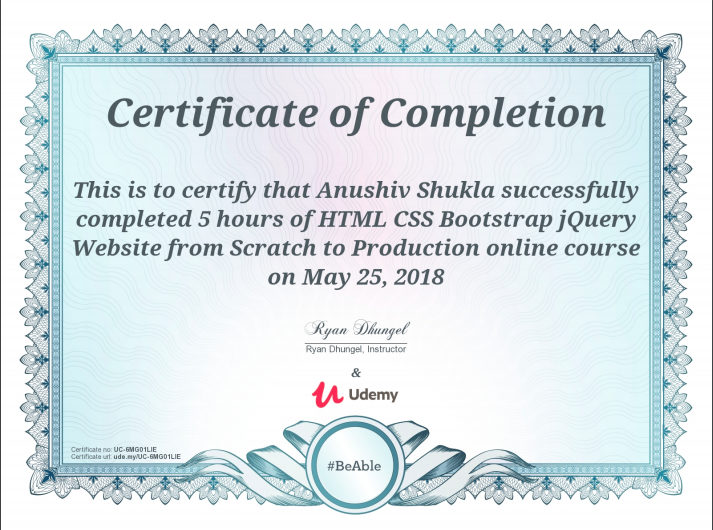 Certificate of Completion
This is to certify that Anushiv Shukla successfully
completed 5 hours of HTML CSS Bootstrap jQuery
Website from Scratch to Production online course
on May 25, 2018
Ryan Dhungel
Ryan Dhungel, Instructor
&
Udemy
Certificate no: UC-6MG01LIE
Certificate url: ude.my/UC-6MG01LIE
#BeAble